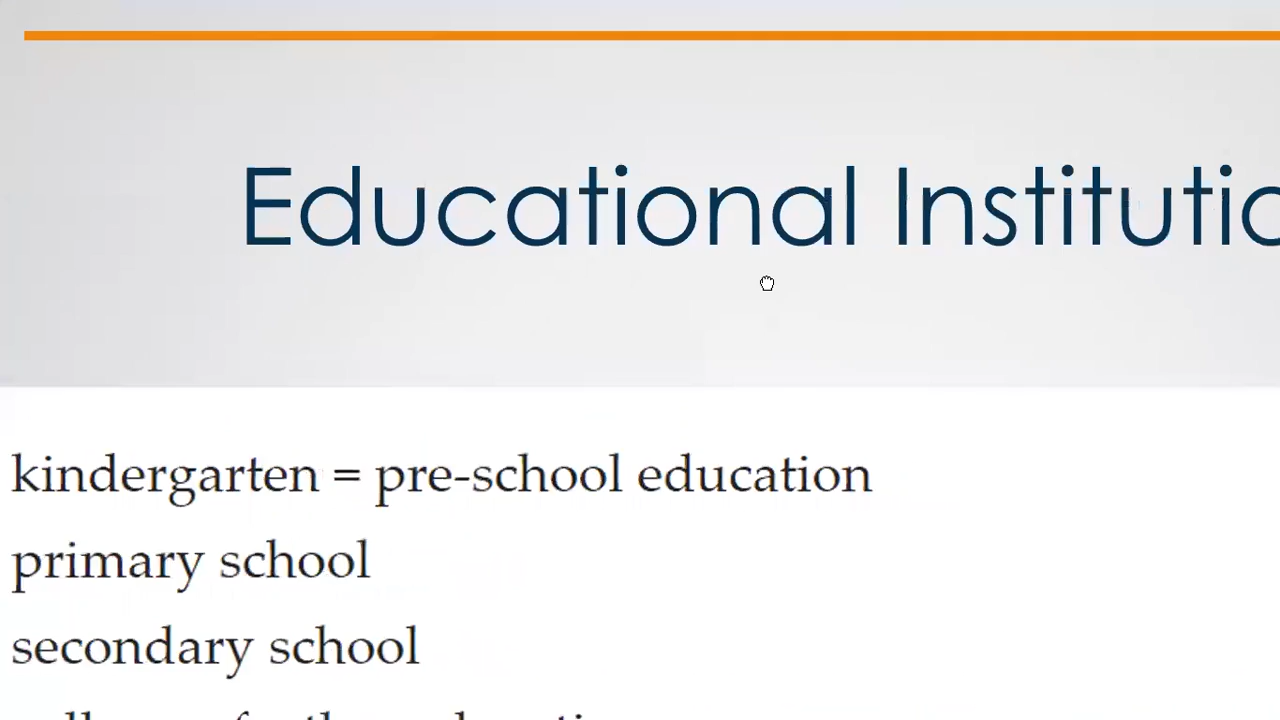 Educational Institutio
kindergarten = pre-school education
primary school
secondary school